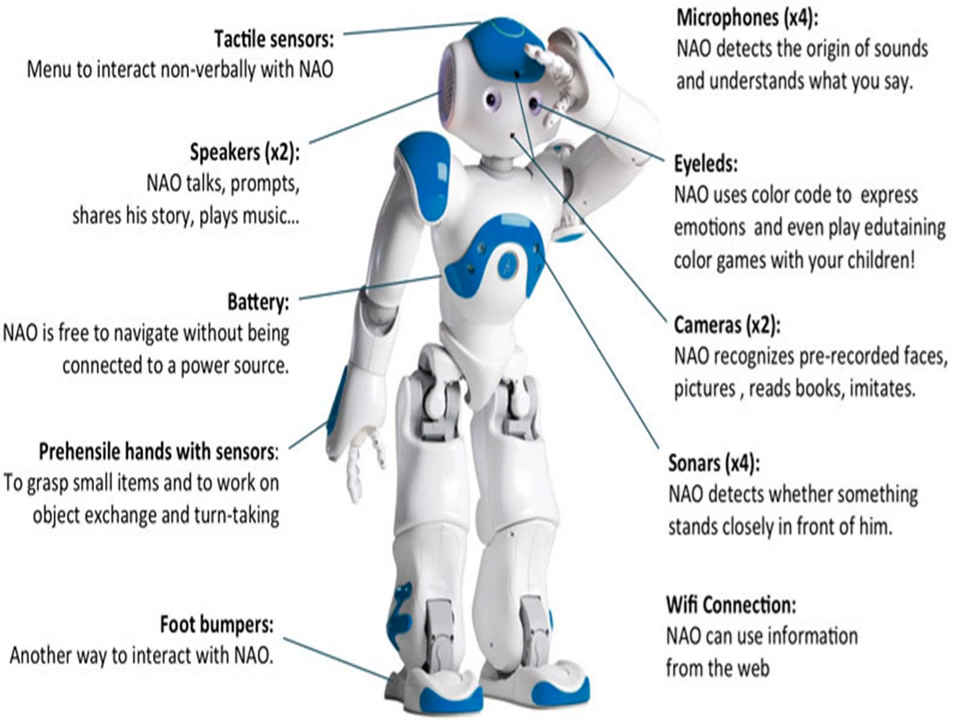 Tactile sensors:
Menu to interact non-verbally with NAO
Speakers (x2):
NAO talks, prompts,
shares his story, plays music...
Battery:
NAO is free to navigate without being
connected to a power source.
Prehensile hands with sensors:
To grasp small items and to work on
object exchange and turn-taking
Foot bumpers:
Another way to interact with NAO.
Microphones (x4):
NAO detects the origin of sounds
and understands what you say.
Eyeleds:
NAO uses color code to express
emotions and even play edutaining
color games with your children!
Cameras (x2):
NAO recognizes pre-recorded faces,
pictures , reads books, imitates.
Sonars (x4):
NAO detects whether something
stands closely in front of him.
Wifi Connection:
NAO can use information
from the web